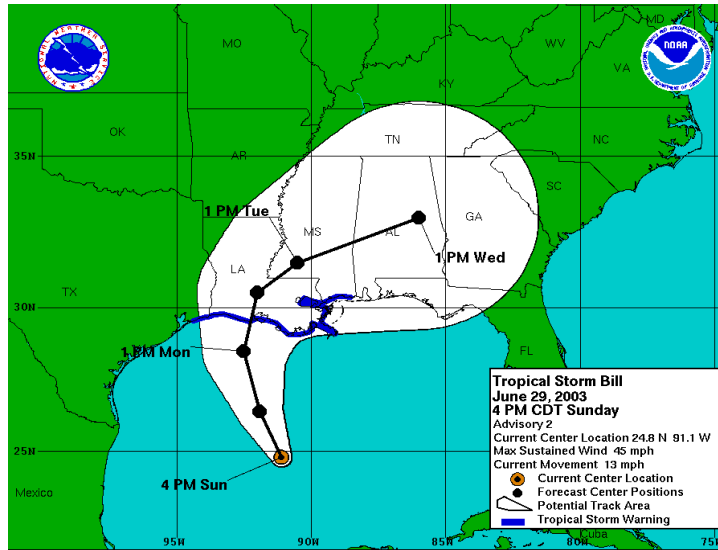 NATIONAL WEATHER SERVICE
NOAA
MO
WV
MD
KY
VA
OK
TN
NC
AR
35N
SC
1 PM Tue
MS
AL
GA
1 PM Wed
LA
TX
30N
1 PM Mon
FL
25N
4 PM Sun
Mexico
Tropical Storm Bill
June 29, 2003
4 PM CDT Sunday
Advisory 2
Current Center Location 24.8 N 91.1 W
Max Sustained Wind 45 mph
Current Movement 13 mph
Current Center Location
Forecast Center Positions
Potential Track Area
Tropical Storm Warning
Cuba
95W
90W
85W
80W